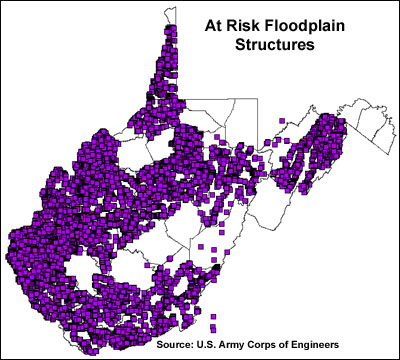 At Risk Floodplain
Structures
Source: U.S. Army Corps of Engineers